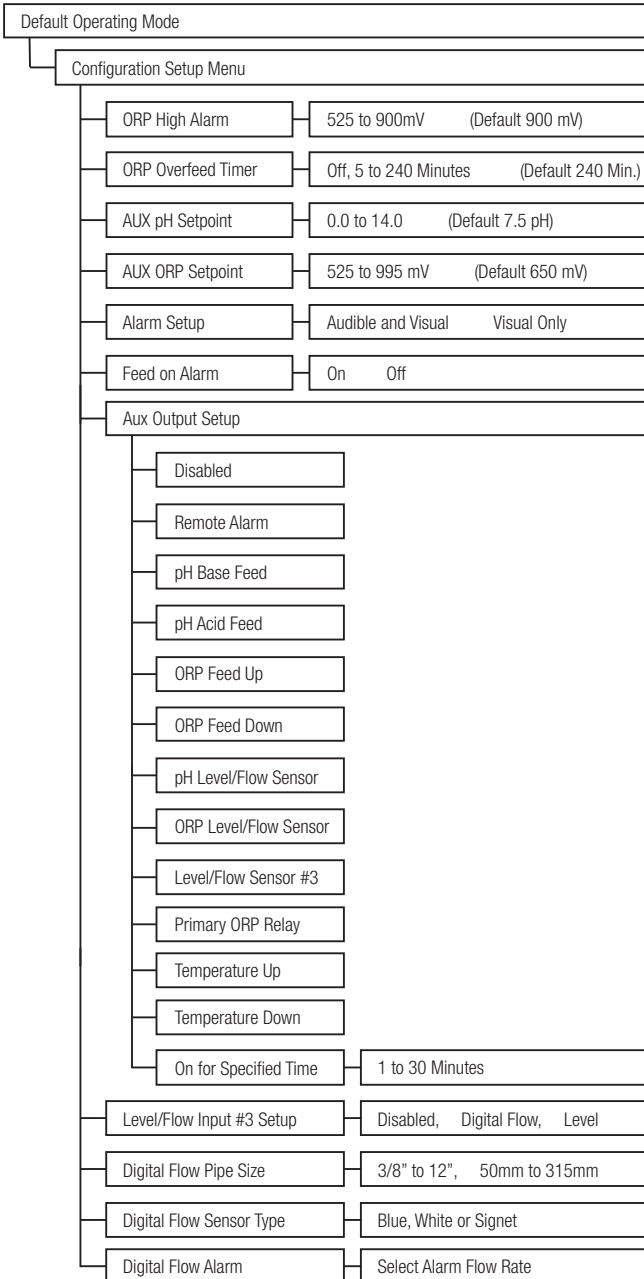 Default Operating Mode
Configuration Setup Menu
ORP High Alarm 525 to 900mV (Default 900 mV)
ORP Overfeed Timer Off, 5 to 240 Minutes (Default 240 Min.)
AUX pH Setpoint 0.0 to 14.0 (Default 7.5 pH)
AUX ORP Setpoint 525 to 995 mV (Default 650 mV)
Alarm Setup Audible and Visual Visual Only
Feed on Alarm On Off
Aux Output Setup
Disabled
Remote Alarm
pH Base Feed
pH Acid Feed
ORP Feed Up
ORP Feed Down
pH Level/Flow Sensor
ORP Level/Flow Sensor
Level/Flow Sensor #3
Primary ORP Relay
Temperature Up
Temperature Down
On for Specified Time 1 to 30 Minutes
Level/Flow Input #3 Setup Disabled, Digital Flow, Level
Digital Flow Pipe Size 3/8” to 12”, 50mm to 315mm
Digital Flow Sensor Type Blue, White or Signet
Digital Flow Alarm Select Alarm Flow Rate